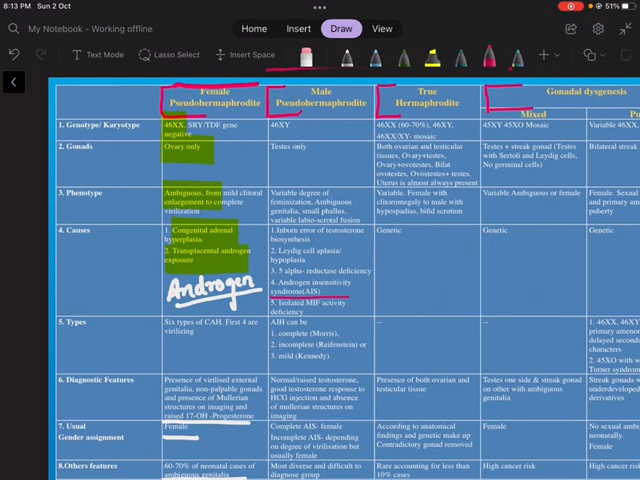 8:13 PM Sun 2 Oct
51%
My Notebook - Working offline
Home Insert Draw View
Text Mode Lasso Select Insert Space
Female Pseudohermaphrodite
Male Pseudohermaphrodite
True Hermaphrodite
Gonadal dysgenesis
Mixed
Pu
1. Genotype/ Karyotype
46XX, SRY/TDF gene
negative
46XY
46XX (60-70%), 46XY,
46XX/XY- mosaic
45XY 45XO Mosaic
Variable 46XX,
2. Gonads
Ovary only
Testes only
Both ovarian and testicular
tissues, Ovary+testes,
Ovary+ovotestes, Bilat
ovotestes, Ovostestes+ testes.
Uterus is almost always present
Testes + streak gonad (Testes
with Sertoli and Leydig cells,
No germinal cells)
Bilateral streak
3. Phenotype
Ambiguous, from mild clitoral
enlargement to complete
virilization
Variable degree of
feminization, Ambiguous
genitalia, small phallus,
variable labio-scrotal fusion
Variable. Female with
clitoromegaly to male with
hypospadias, bifid scrotum
Variable Ambiguous or female
Female. Sexual
and primary am
puberty
4. Causes
1. Congenital adrenal
hyperplasia.
2. Transplacental androgen
exposure
Androgen
1.Inborn error of testosterone
biosynthesis
2. Leydig cell aplasia/
hypoplasia
3. 5 alpha- reductase deficiency
4. Androgen insensitivity
syndrome(AIS)
5. Isolated MIF activity
deficiency
Genetic
Genetic
Genetic
5. Types
Six types of CAH. First 4 are
virilizing
AIH can be
1. complete (Morris),
2. incomplete (Reifenstein) or
3. mild (Kennedy)
--
--
1. 46XX, 46XY
primary amenor
delayed seconda
characters
2. 45XO with w
Turner syndrom
6. Diagnostic Features
Presence of virilised external
genitalia, non-palpable gonads
and presence of Mullerian
structures on imaging and
raised 17-OH -Progesterone
Normal/raised testosterone,
good testosterone response to
HCG injection and absence
of mullerian structures on
imaging
Presence of both ovarian and
testicular tissue
Testes one side & streak gonad
on other with ambiguous
genitalia
Streak gonads w
underdeveloped
derivatives
7. Usual
Gender assignment
Female
Complete AIS- female
Incomplete AIS- depending
on degree of virilisation but
usually female
According to anatomical
findings and genetic make up
Contradictory gonad removed
Female
No sexual ambi
neonatally.
Female
8.Others features
60-70% of neonatal cases of
ambiguous genitalia
Most diverse and difficult to
diagnose group
Rare accounting for less than
10% cases
High cancer risk
High cancer risk